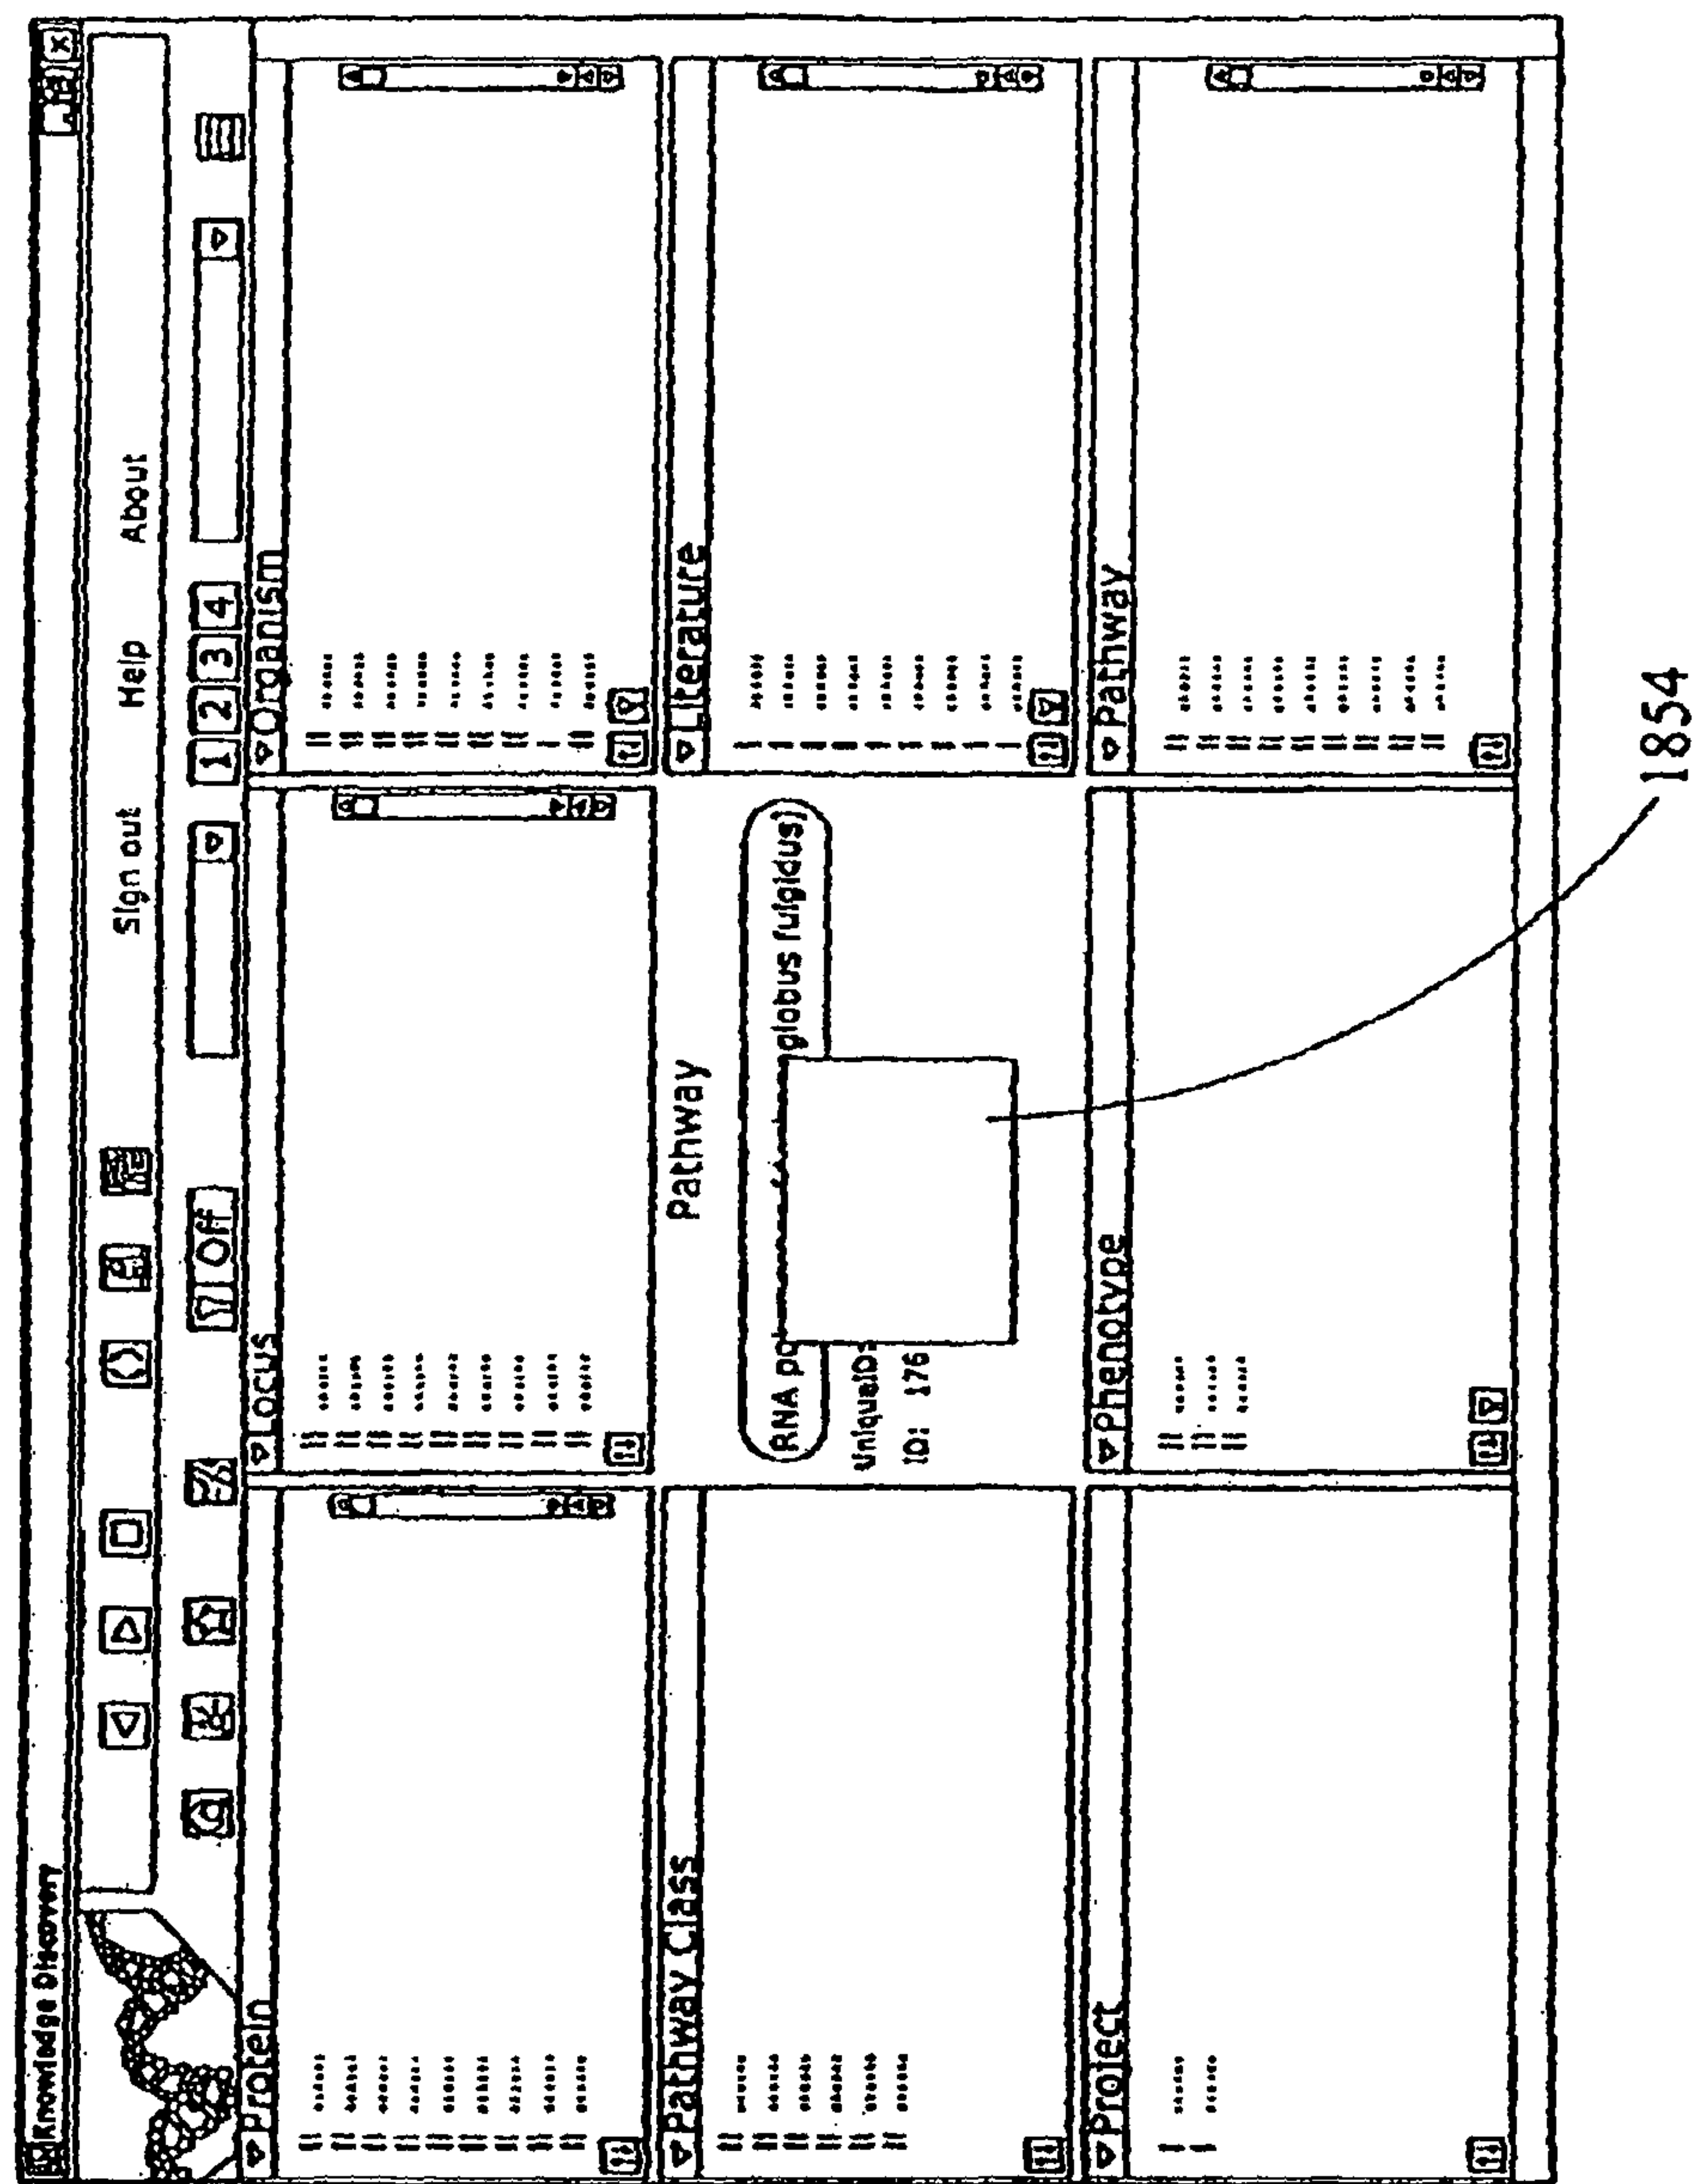 Knowledge Discovery
Sign out Help About
Off 1 2 3 4
Protein
Locus
Organism
Pathway Class
Pathway
RNA po globus fulgidus)
UniqueID:
ID: 176
Literature
Project
Phenotype
Pathway
1854